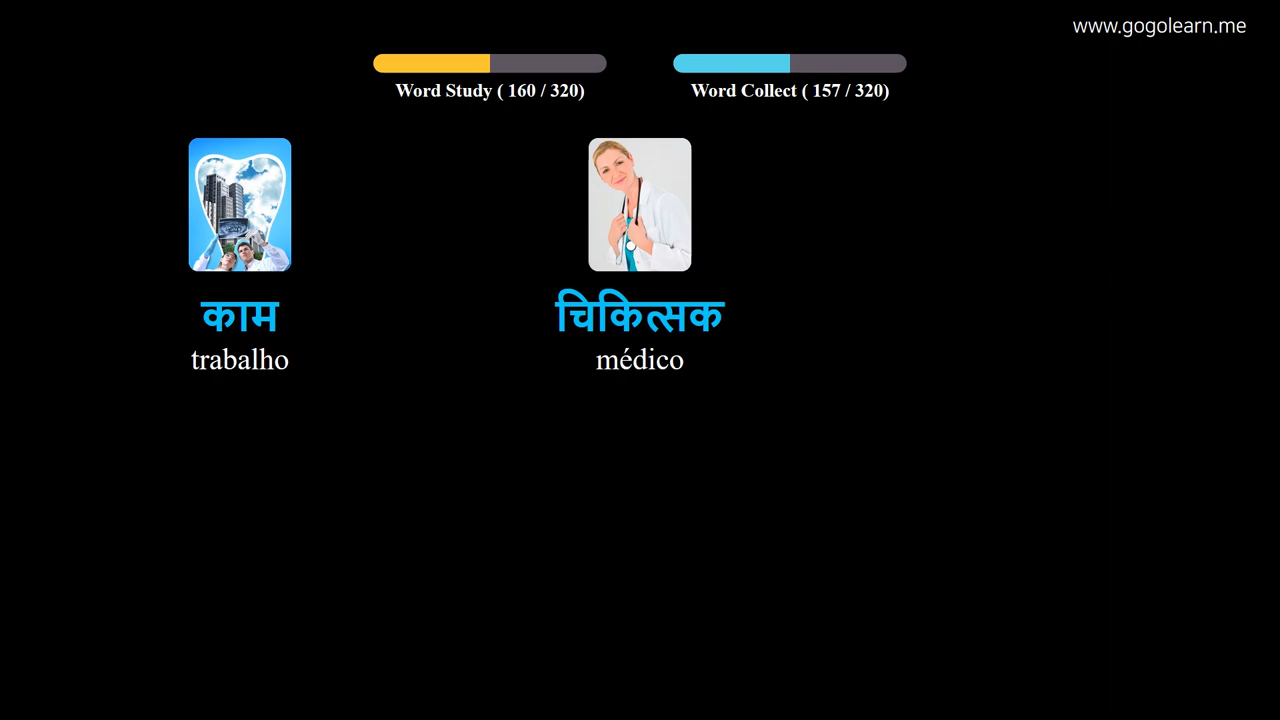 www.gogolearn.me
Word Study ( 160 / 320)
Word Collect ( 157 / 320)
काम
trabalho
चिकित्सक
médico